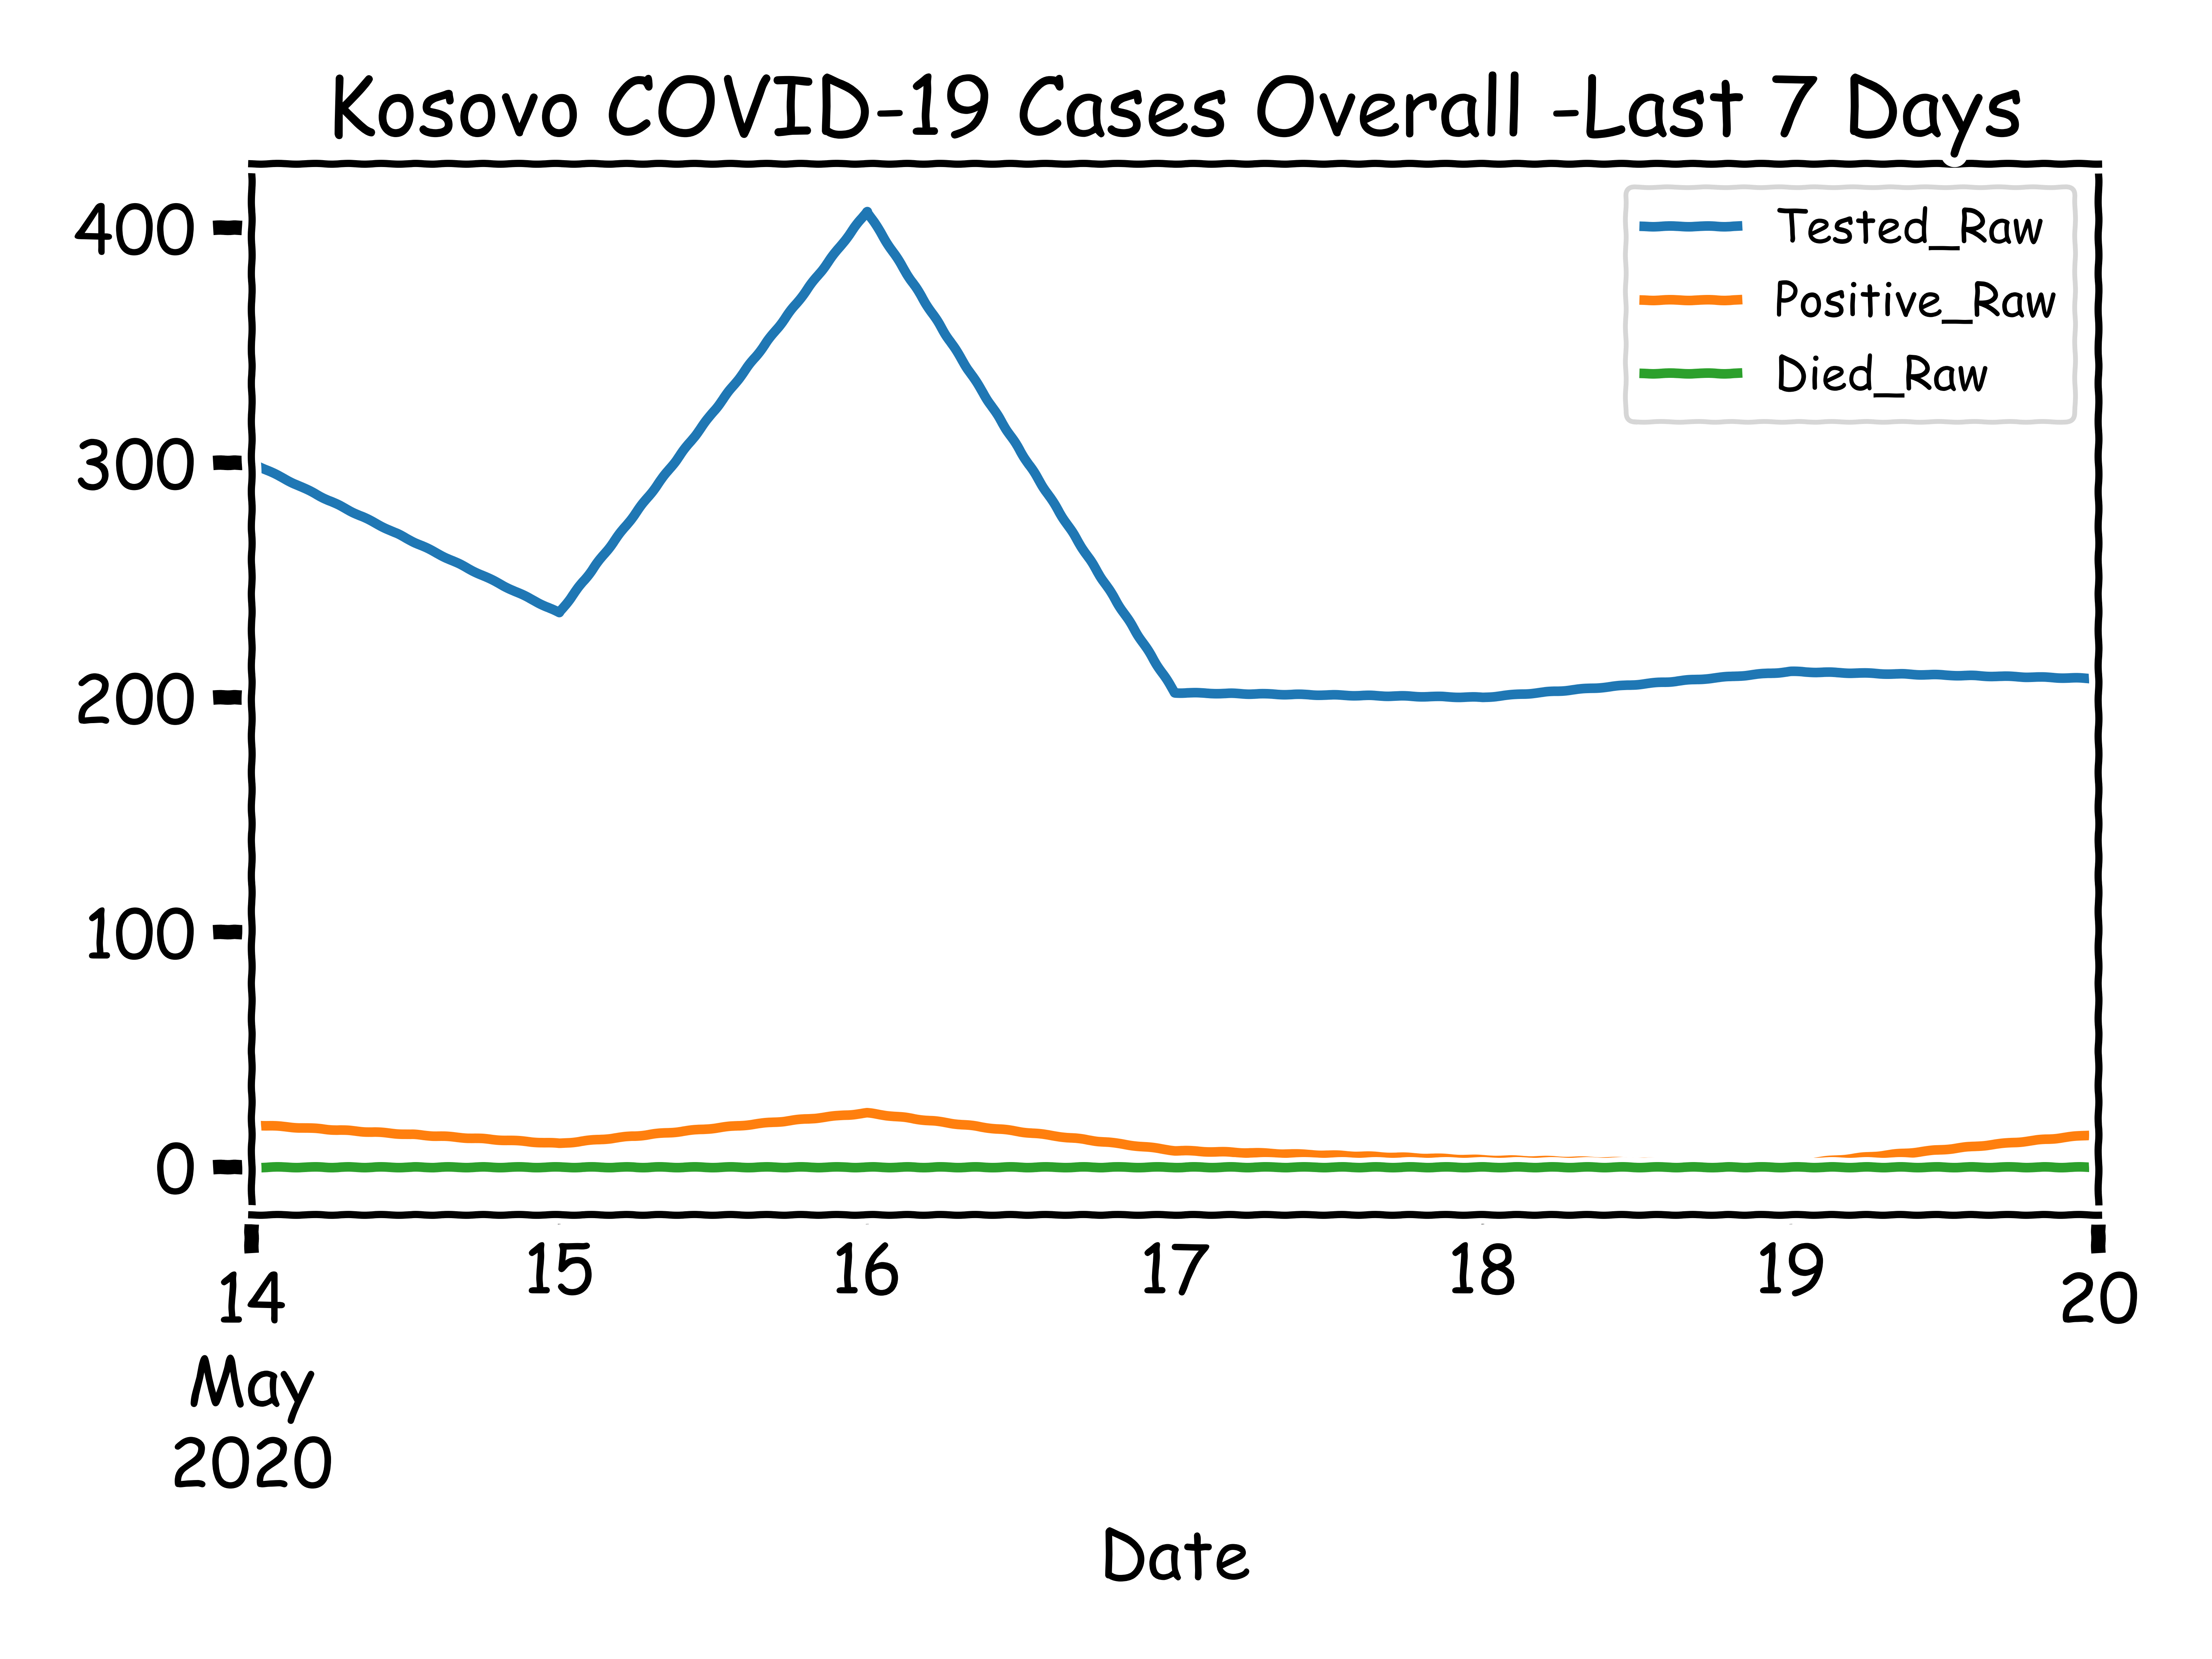 Kosovo COVID-19 Cases Overall -Last 7 Days
Tested_Raw
Positive_Raw
Died_Raw
400
300
200
100
0
14 15 16 17 18 19 20
May
2020
Date